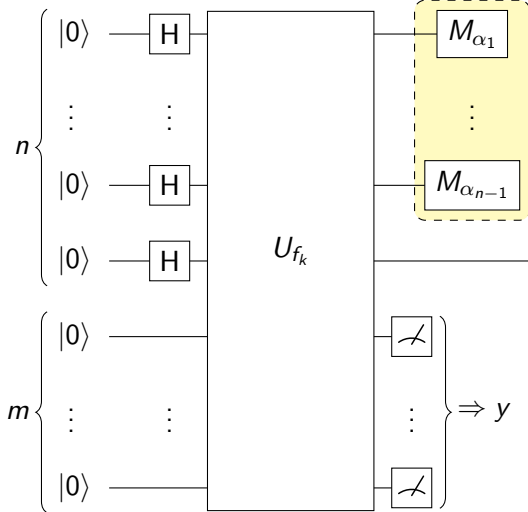 |0⟩ H M_{α_1}
⋮ ⋮ ⋮
n
|0⟩ H M_{α_{n−1}}
|0⟩ H U_{f_k}
|0⟩
m ⋮ ⋮ ⋮ ⇒ y
|0⟩